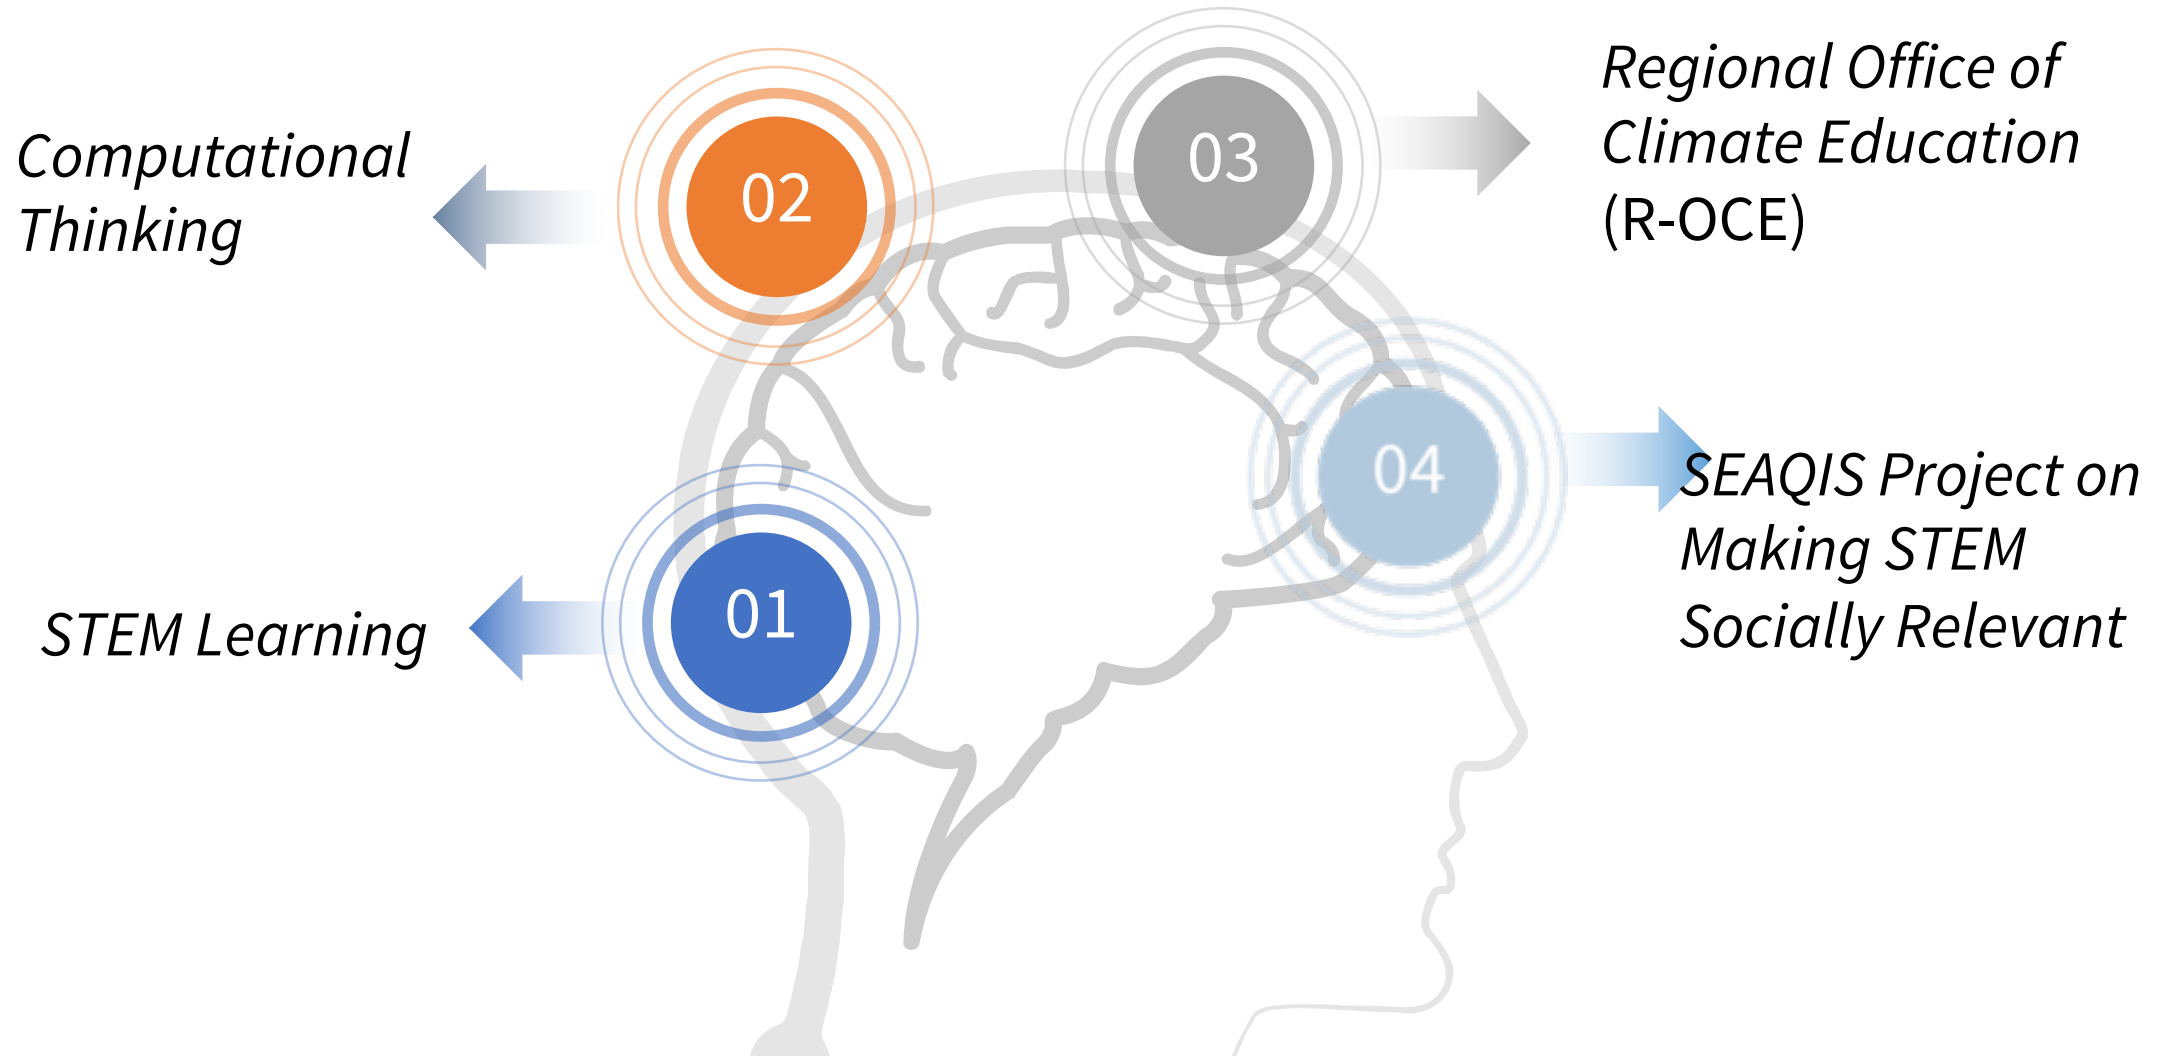 Computational
Thinking
02
03
Regional Office of
Climate Education
(R-OCE)
04
SEAQIS Project on
Making STEM
Socially Relevant
01
STEM Learning